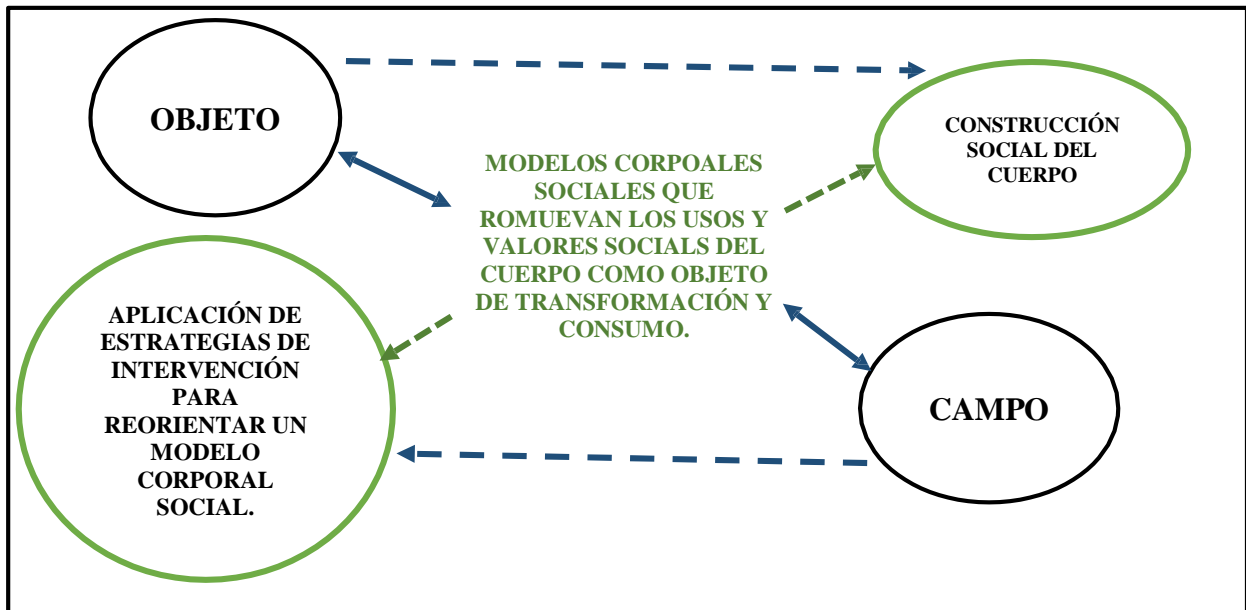 OBJETO
CONSTRUCCIÓN
SOCIAL DEL
CUERPO
MODELOS CORPOALES
SOCIALES QUE
ROMUEVAN LOS USOS Y
VALORES SOCIALS DEL
CUERPO COMO OBJETO
DE TRANSFORMACIÓN Y
CONSUMO.
APLICACIÓN DE
ESTRATEGIAS DE
INTERVENCIÓN
PARA
REORIENTAR UN
MODELO
CORPORAL
SOCIAL.
CAMPO